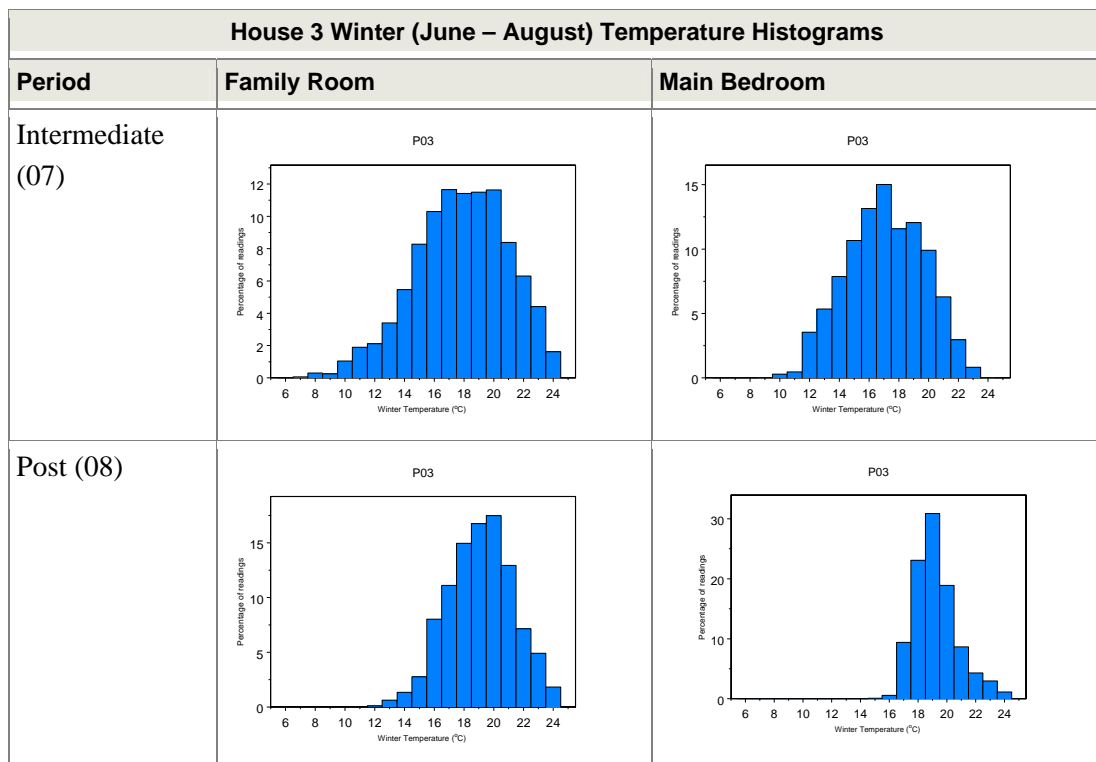 House 3 Winter (June – August) Temperature Histograms
Period Family Room Main Bedroom
Intermediate
(07)
P03
Percentage of readings
12
10
8
6
4
2
0
6 8 10 12 14 16 18 20 22 24
Winter Temperature (°C)
P03
Percentage of readings
15
10
5
0
6 8 10 12 14 16 18 20 22 24
Winter Temperature (°C)
Post (08)
P03
Percentage of readings
15
10
5
0
6 8 10 12 14 16 18 20 22 24
Winter Temperature (°C)
P03
Percentage of readings
30
20
10
0
6 8 10 12 14 16 18 20 22 24
Winter Temperature (°C)